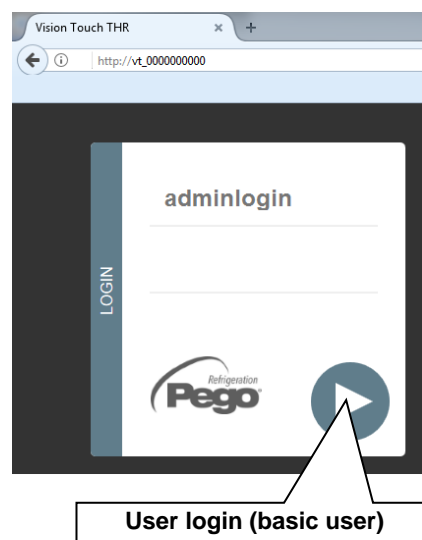 Vision Touch THR × +
http://vt_0000000000
adminlogin
LOGIN
Refrigeration
Pego
User login (basic user)